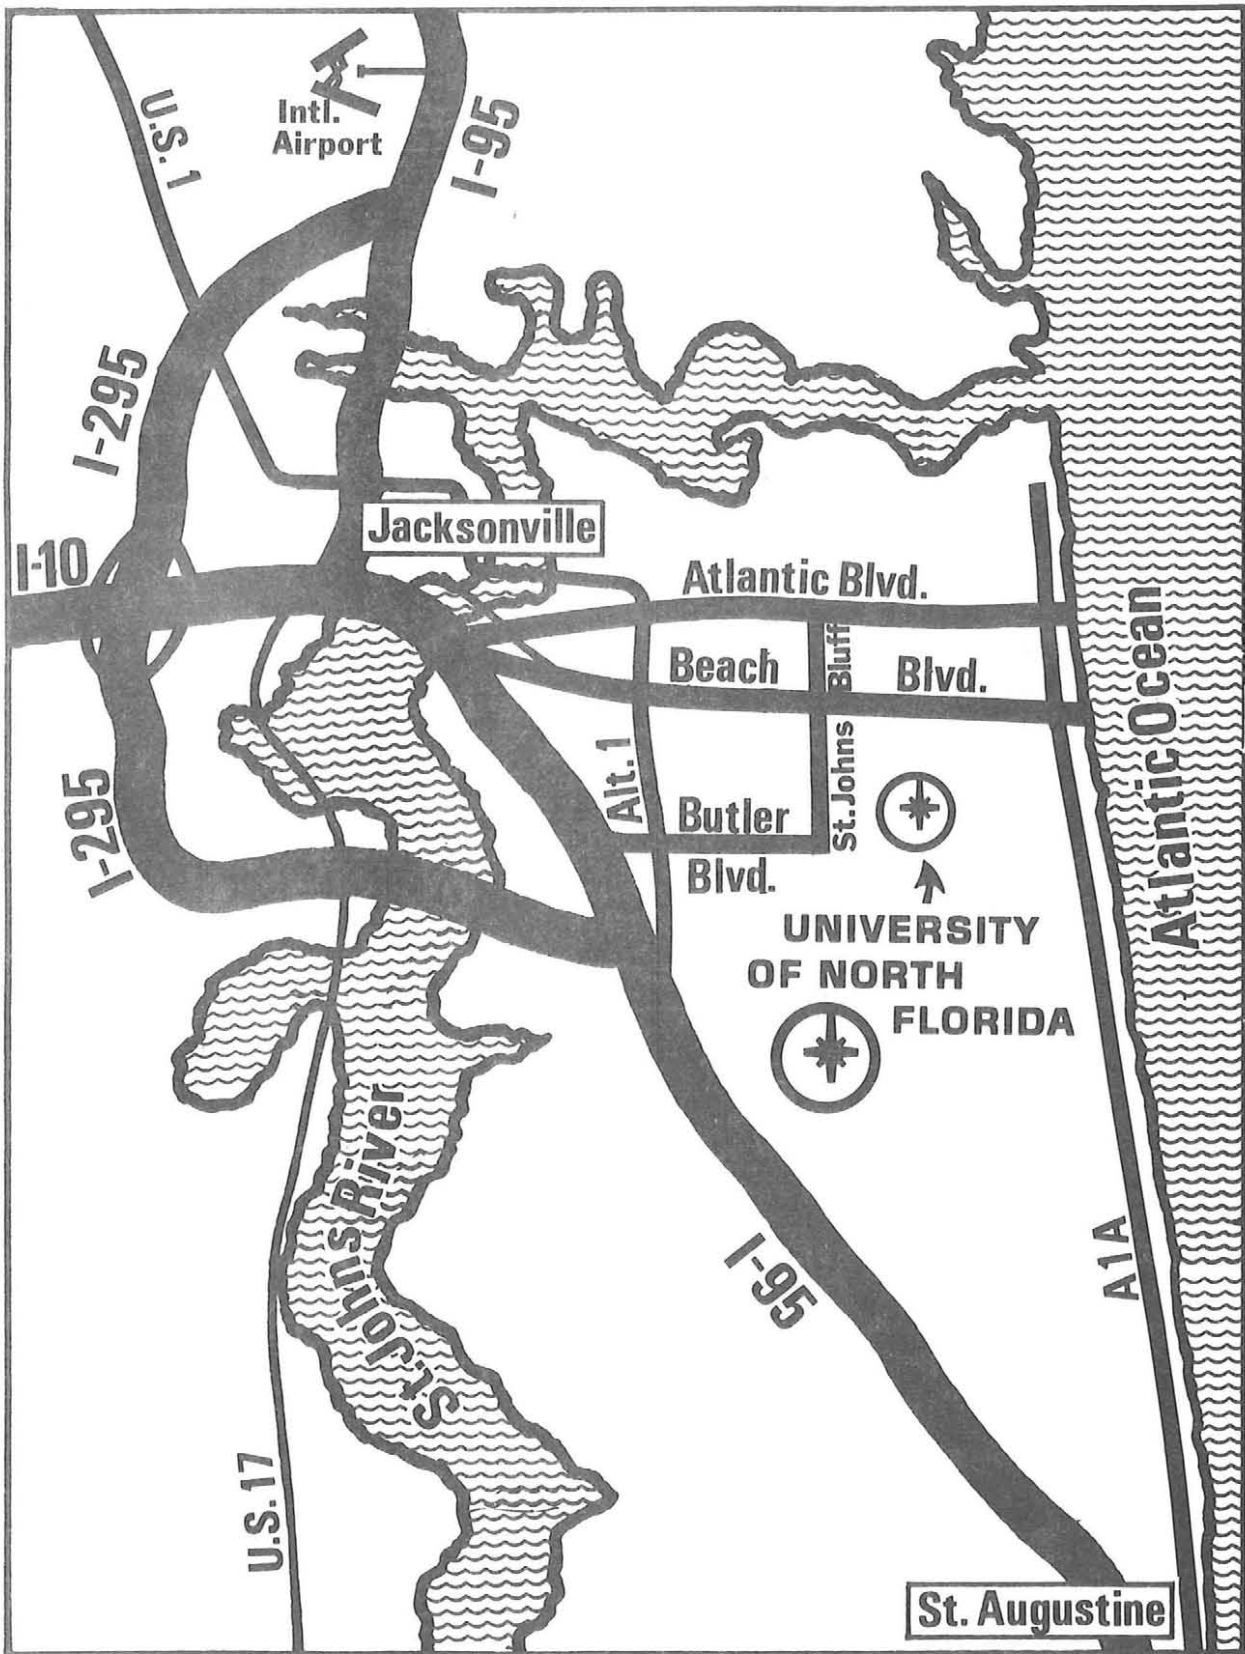 U.S. 1
Intl.
Airport
I-95
I-295
I-10
Jacksonville
Atlantic Blvd.
Beach Blvd.
St. Johns Bluff
Alt. 1
Butler
Blvd.
I-295
Atlantic Ocean
UNIVERSITY
OF NORTH
FLORIDA
St. Johns River
I-95
A1A
U.S. 17
St. Augustine